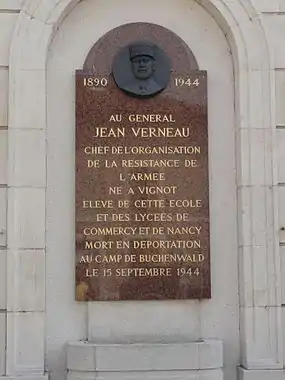 1890 1944
AU GENERAL
JEAN VERNEAU
CHEF DE L'ORGANISATION
DE LA RESISTANCE DE
L'ARMEE
NE A VIGNOT
ELEVE DE CETTE ECOLE
ET DES LYCEES DE
COMMERCY ET DE NANCY
MORT EN DEPORTATION
AU CAMP DE BUCHENWALD
LE 15 SEPTEMBRE 1944